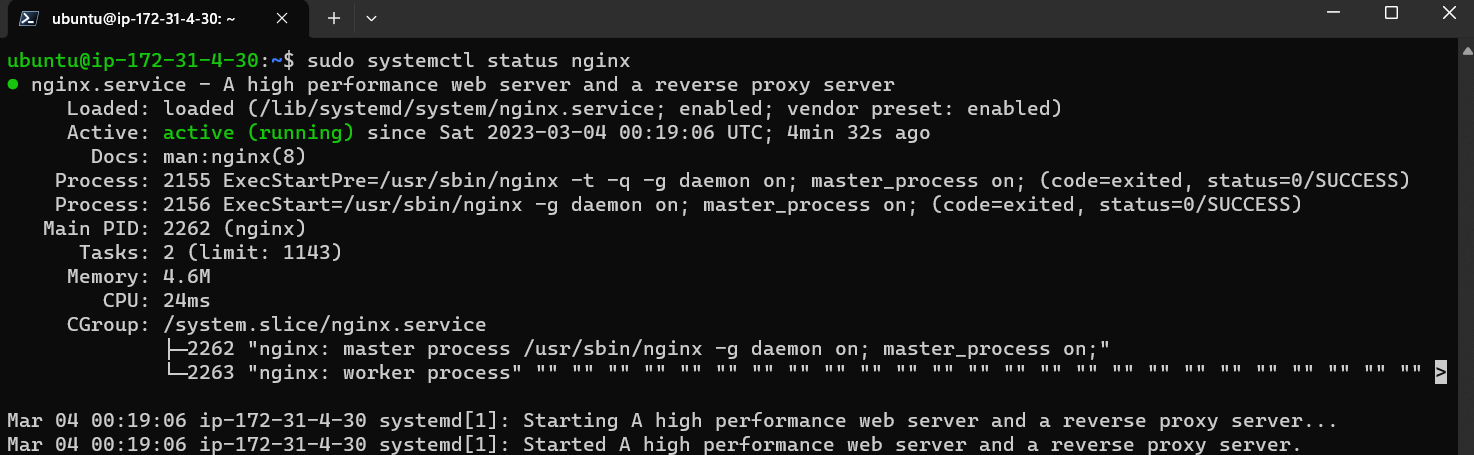 ubuntu@ip-172-31-4-30: ~
ubuntu@ip-172-31-4-30:~$ sudo systemctl status nginx
● nginx.service - A high performance web server and a reverse proxy server
     Loaded: loaded (/lib/systemd/system/nginx.service; enabled; vendor preset: enabled)
     Active: active (running) since Sat 2023-03-04 00:19:06 UTC; 4min 32s ago
       Docs: man:nginx(8)
    Process: 2155 ExecStartPre=/usr/sbin/nginx -t -q -g daemon on; master_process on; (code=exited, status=0/SUCCESS)
    Process: 2156 ExecStart=/usr/sbin/nginx -g daemon on; master_process on; (code=exited, status=0/SUCCESS)
   Main PID: 2262 (nginx)
      Tasks: 2 (limit: 1143)
     Memory: 4.6M
        CPU: 24ms
     CGroup: /system.slice/nginx.service
             ├─2262 "nginx: master process /usr/sbin/nginx -g daemon on; master_process on;"
             └─2263 "nginx: worker process" "" "" "" "" "" "" "" "" "" "" "" "" "" "" "" "" "" "" "" "" "" "" "" "" "" >
Mar 04 00:19:06 ip-172-31-4-30 systemd[1]: Starting A high performance web server and a reverse proxy server...
Mar 04 00:19:06 ip-172-31-4-30 systemd[1]: Started A high performance web server and a reverse proxy server.